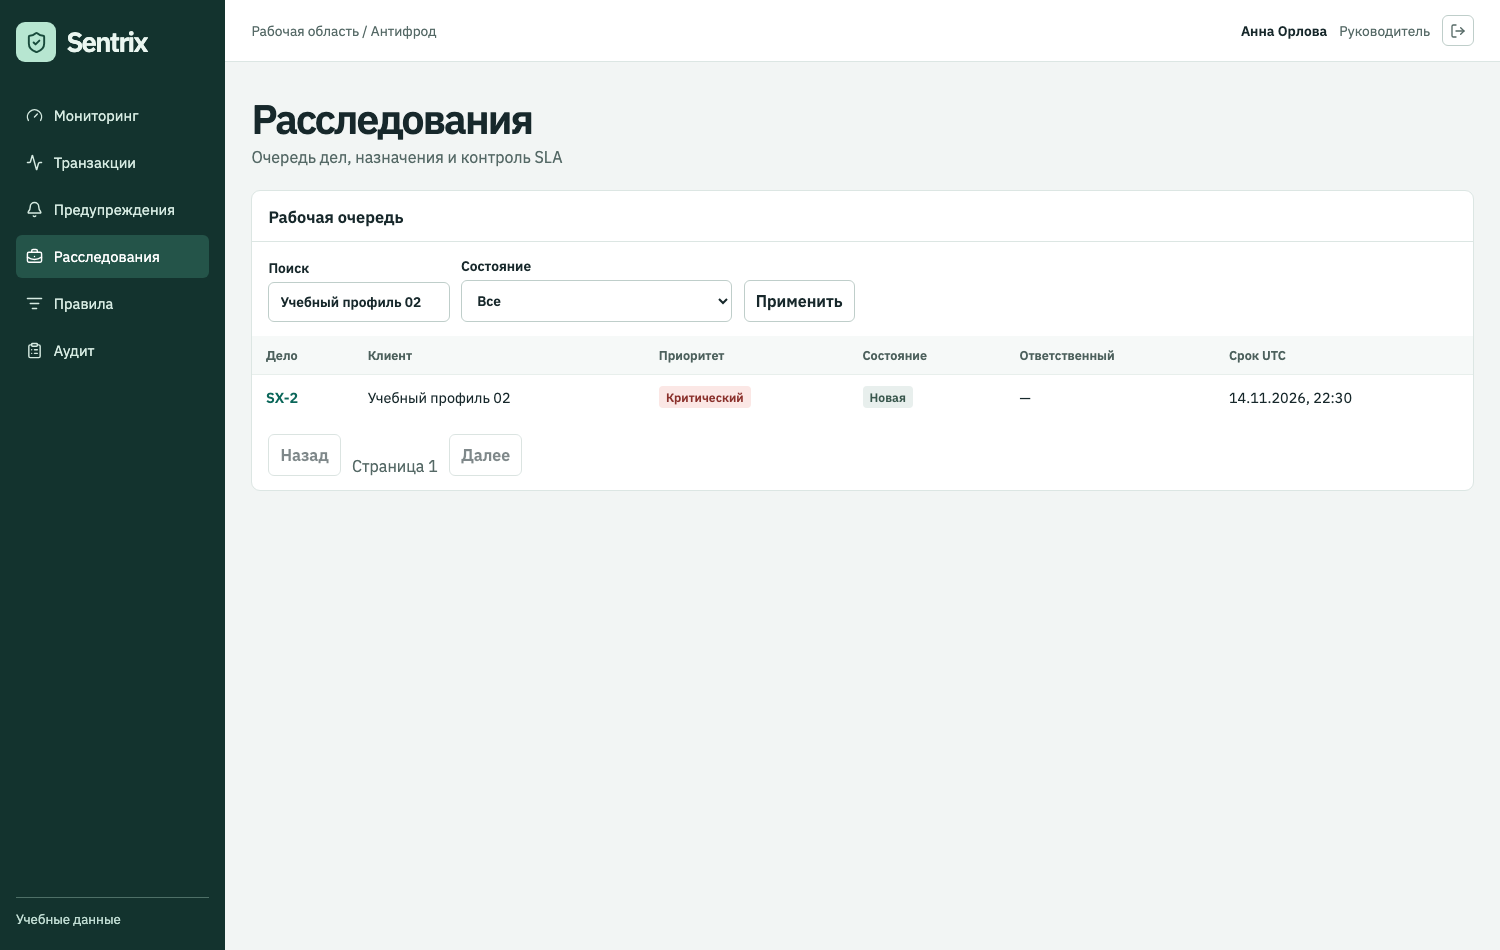 Sentrix
Мониторинг
Транзакции
Предупреждения
Расследования
Правила
Аудит
Учебные данные
Рабочая область / Антифрод
Анна Орлова Руководитель
Расследования
Очередь дел, назначения и контроль SLA
Рабочая очередь
Поиск Состояние
Учебный профиль 02 Все Применить
Дело Клиент Приоритет Состояние Ответственный Срок UTC
SX-2 Учебный профиль 02 Критический Новая — 14.11.2026, 22:30
Назад Страница 1 Далее